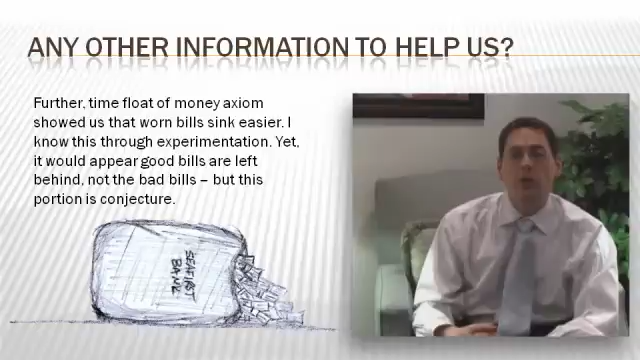 ANY OTHER INFORMATION TO HELP US?
Further, time float of money axiom
showed us that worn bills sink easier. I
know this through experimentation. Yet,
it would appear good bills are left
behind, not the bad bills – but this
portion is conjecture.
SEAFIRST
BANK